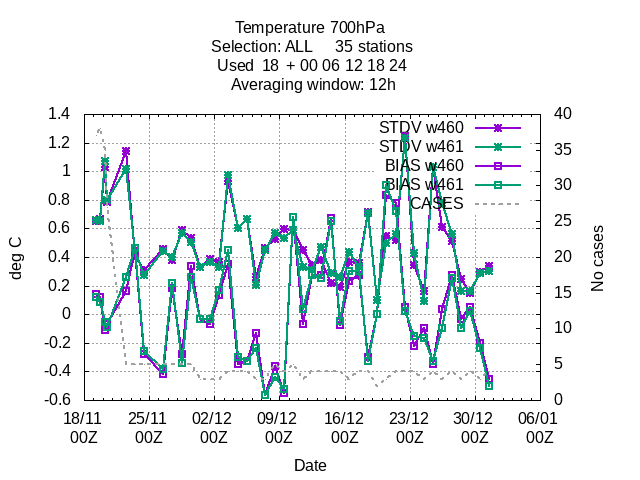 Temperature 700hPa
Selection: ALL 35 stations
Used 18 + 00 06 12 18 24
Averaging window: 12h
1.4
1.2
1
0.8
0.6
0.4
0.2
0
-0.2
-0.4
-0.6
deg C
40
35
30
25
20
15
10
5
0
No cases
STDV w460
STDV w461
BIAS w460
BIAS w461
CASES
18/11 25/11 02/12 09/12 16/12 23/12 30/12 06/01
00Z 00Z 00Z 00Z 00Z 00Z 00Z 00Z
Date